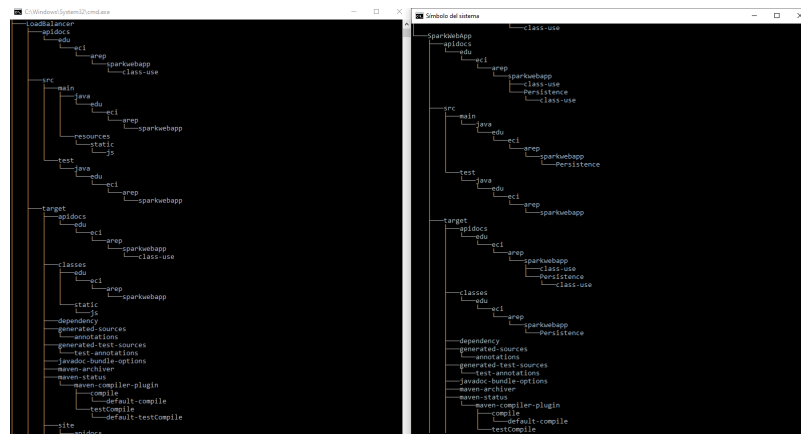 C:\Windows\System32\cmd.exe
LoadBalancer
apidocs
edu
eci
arep
sparkwebapp
class-use
src
main
java
edu
eci
arep
sparkwebapp
resources
static
js
test
java
edu
eci
arep
sparkwebapp
target
apidocs
edu
eci
arep
sparkwebapp
class-use
classes
edu
eci
arep
sparkwebapp
static
js
dependency
generated-sources
annotations
generated-test-sources
test-annotations
javadoc-bundle-options
maven-archiver
maven-status
maven-compiler-plugin
compile
default-compile
testCompile
default-testCompile
site
apidocs
Símbolo del sistema
class-use
SparkWebApp
apidocs
edu
eci
arep
sparkwebapp
class-use
Persistence
class-use
src
main
java
edu
eci
arep
sparkwebapp
Persistence
test
java
edu
eci
arep
sparkwebapp
target
apidocs
edu
eci
arep
sparkwebapp
class-use
Persistence
class-use
classes
edu
eci
arep
sparkwebapp
Persistence
dependency
generated-sources
annotations
generated-test-sources
test-annotations
javadoc-bundle-options
maven-archiver
maven-status
maven-compiler-plugin
compile
default-compile
testCompile